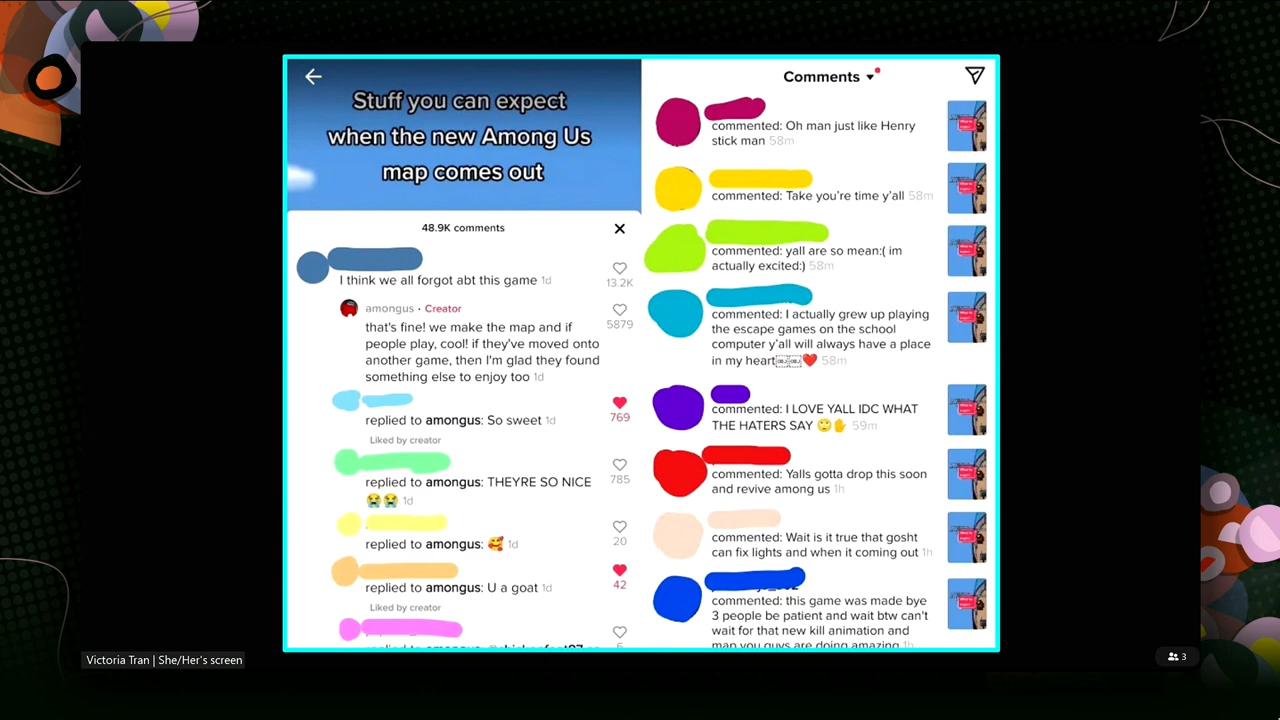 Stuff you can expect
when the new Among Us
map comes out
48.9K comments
I think we all forgot abt this game 1d
13.2K
amongus · Creator
5879
that's fine! we make the map and if
people play, cool! if they've moved onto
another game, then I'm glad they found
something else to enjoy too 1d
replied to amongus: So sweet 1d
769
Liked by creator
replied to amongus: THEYRE SO NICE
785
😭😭 1d
replied to amongus: 🥰 1d
20
replied to amongus: U a goat 1d
42
Liked by creator
Comments
commented: Oh man just like Henry
stick man 58m
commented: Take you're time y'all 58m
commented: yall are so mean:( im
actually excited:) 58m
commented: I actually grew up playing
the escape games on the school
computer y'all will always have a place
in my heart ❤️ 58m
commented: I LOVE YALL IDC WHAT
THE HATERS SAY 🙄✋ 59m
commented: Yalls gotta drop this soon
and revive among us 1h
commented: Wait is it true that gosht
can fix lights and when it coming out 1h
commented: this game was made bye
3 people be patient and wait btw can't
wait for that new kill animation and
map you guys are doing amazing 1h
Victoria Tran | She/Her's screen
3